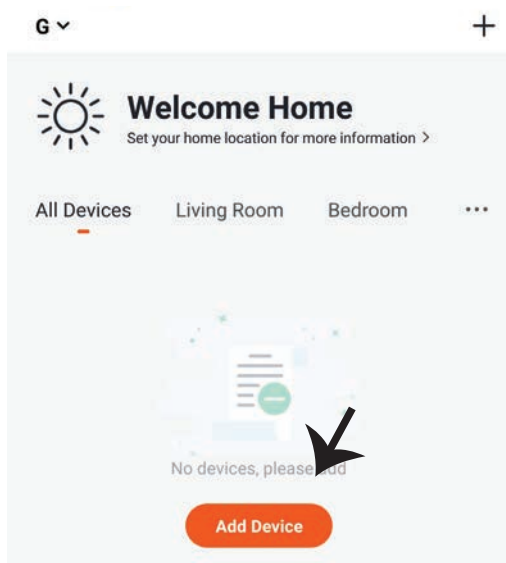 G
Welcome Home
Set your home location for more information >
All Devices
Living Room
Bedroom
...
No devices, please add
Add Device